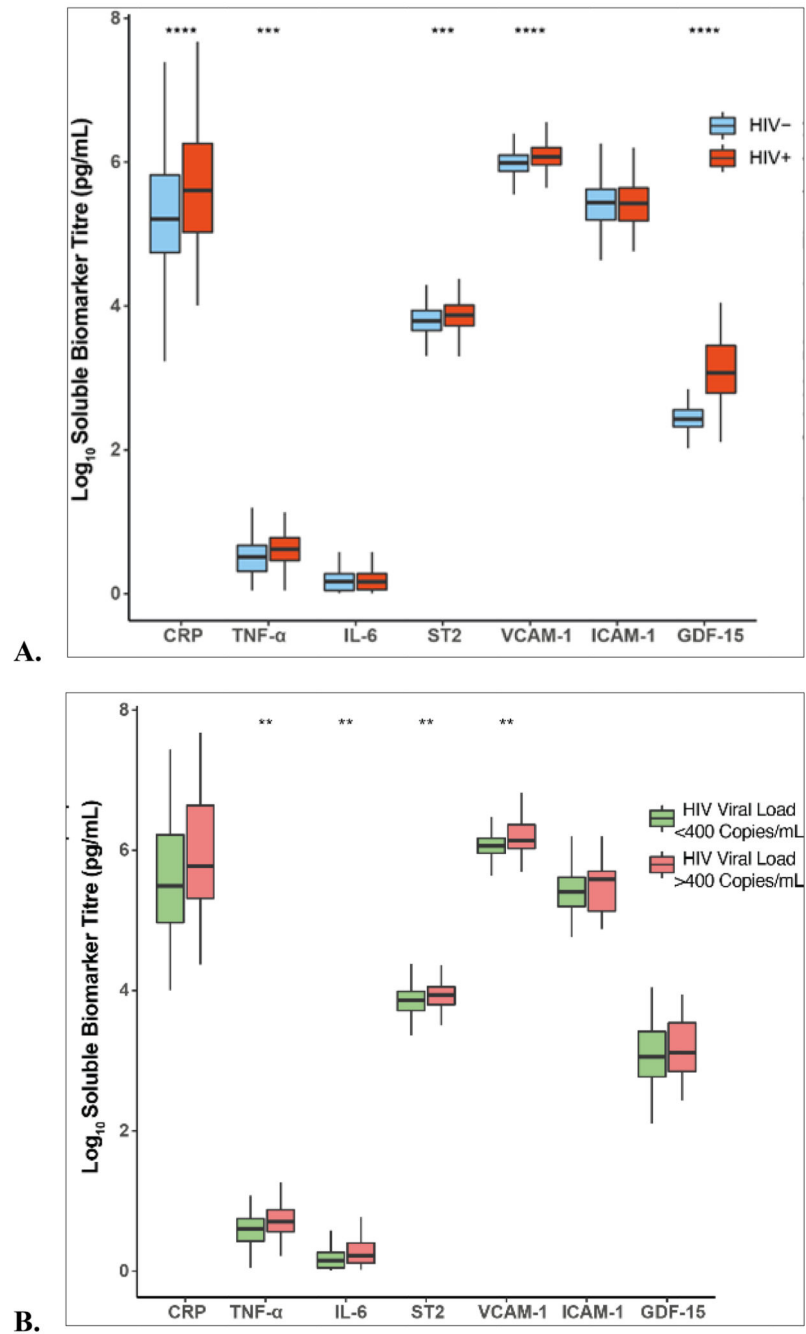 8
**** *** *** **** ****
HIV−
HIV+
6
4
2
0
Log₁₀ Soluble Biomarker Titre (pg/mL)
CRP TNF-α IL-6 ST2 VCAM-1 ICAM-1 GDF-15
A.
8
** ** ** **
HIV Viral Load
<400 Copies/mL
HIV Viral Load
>400 Copies/mL
6
4
2
0
Log₁₀ Soluble Biomarker Titre (pg/mL)
CRP TNF-α IL-6 ST2 VCAM-1 ICAM-1 GDF-15
B.